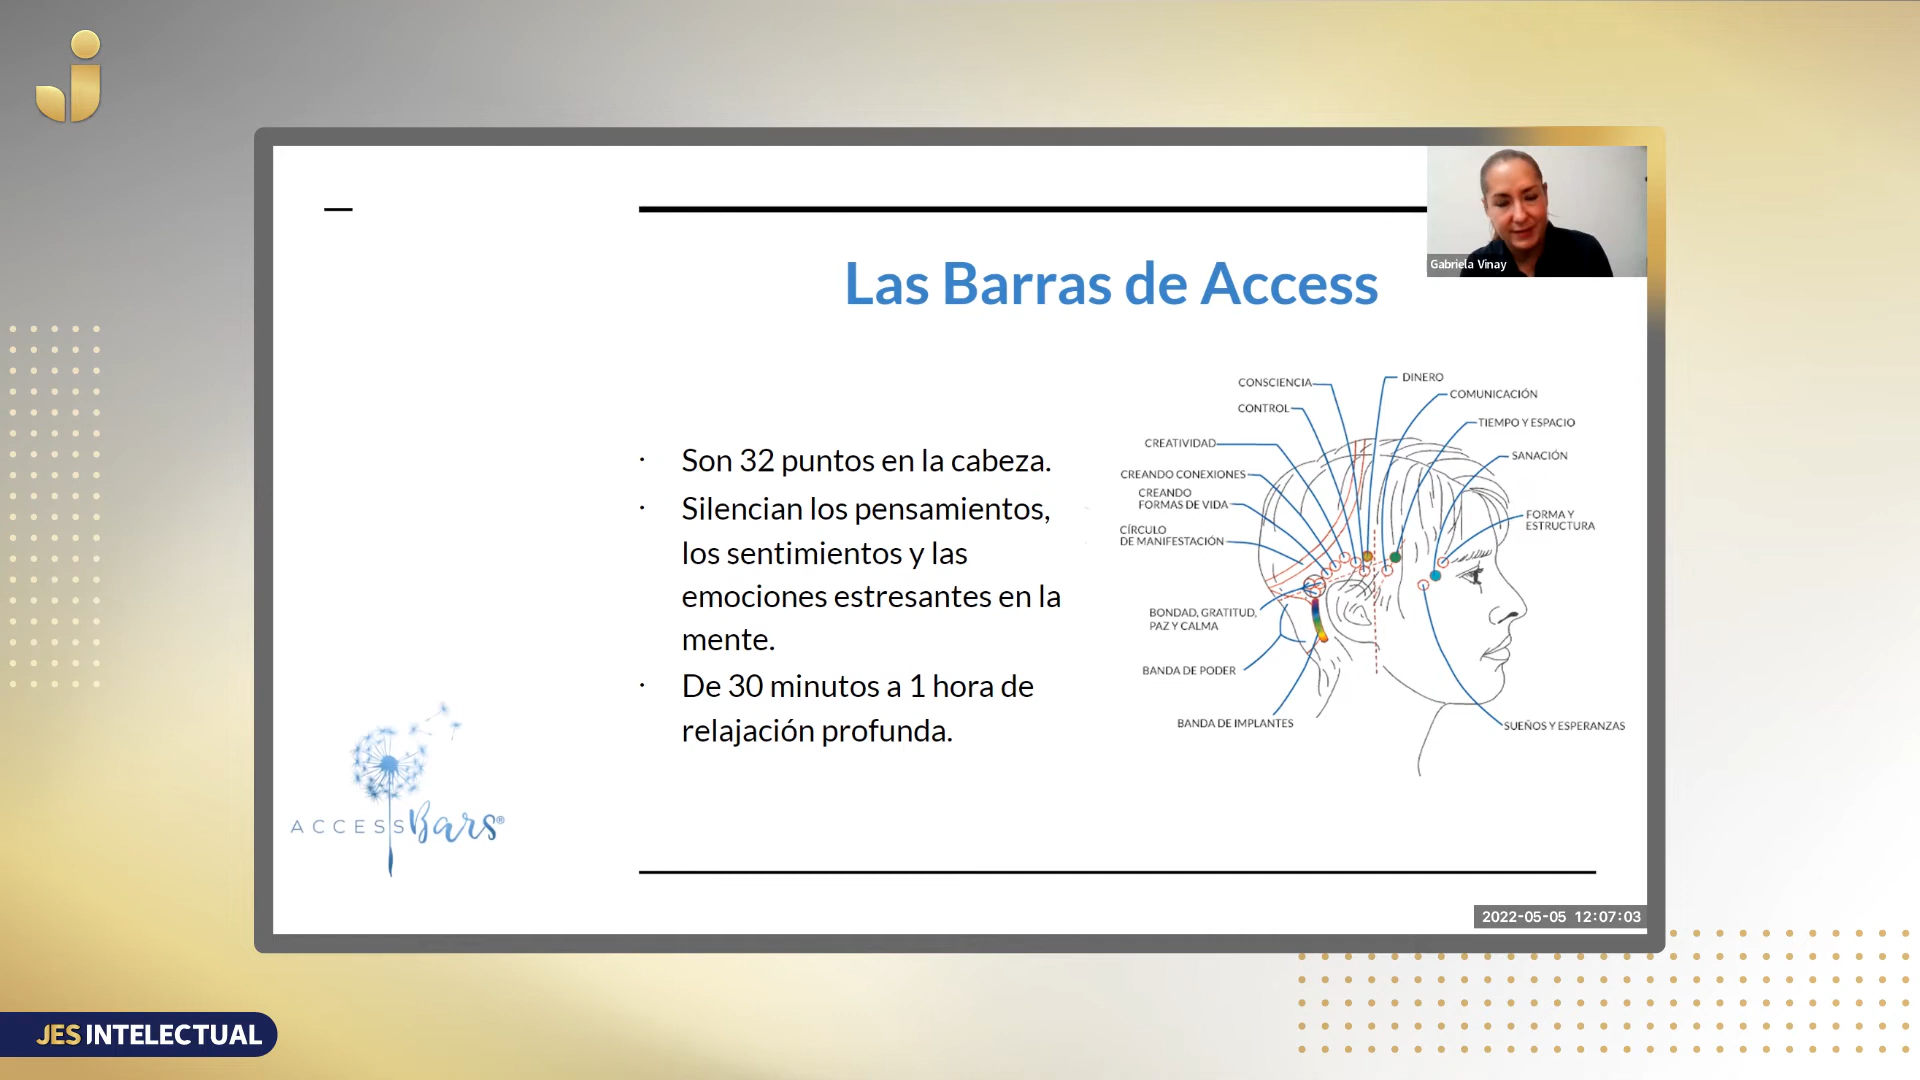 Gabriela Vinay
Las Barras de Access
· Son 32 puntos en la cabeza.
· Silencian los pensamientos,
los sentimientos y las
emociones estresantes en la
mente.
· De 30 minutos a 1 hora de
relajación profunda.
CONSCIENCIA
DINERO
CONTROL
COMUNICACIÓN
TIEMPO Y ESPACIO
CREATIVIDAD
SANACIÓN
CREANDO CONEXIONES
CREANDO
FORMAS DE VIDA
FORMA Y
ESTRUCTURA
CÍRCULO
DE MANIFESTACIÓN
BONDAD, GRATITUD,
PAZ Y CALMA
BANDA DE PODER
BANDA DE IMPLANTES
SUEÑOS Y ESPERANZAS
ACCESS Bars®
2022-05-05 12:07:03
JES INTELECTUAL